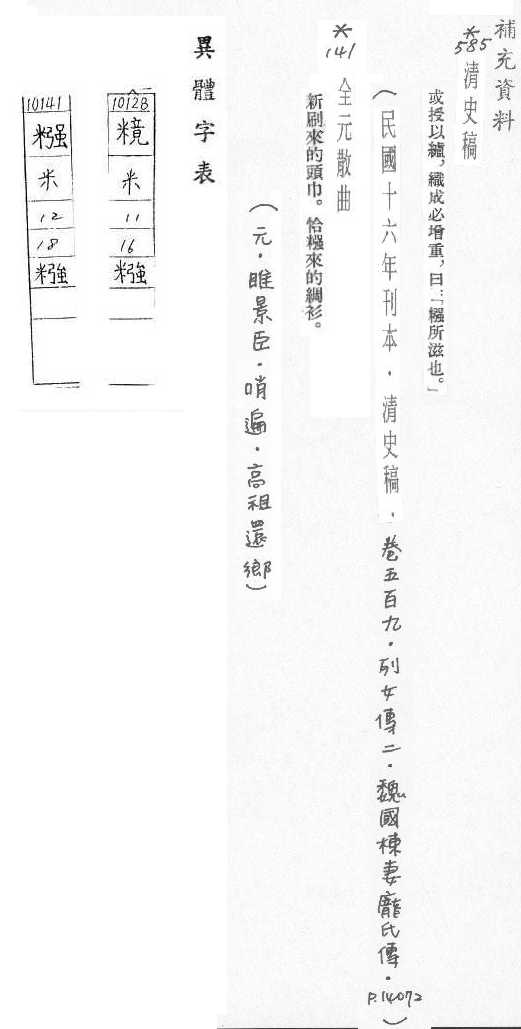 補充資料
*585 清史稿
或授以纑，織成必增重，曰：「糨所滋也。」
（民國十六年刊本．清史稿．卷五百九．列女傳二．魏國棟妻龐氏傳．P.14072）
*141 全元散曲
新刷來的頭巾。恰糨來的綢衫。
（元．睢景臣．哨遍．高祖還鄉）
異體字表
10128
米竟
米
11
16
糨
10141
糨
米
12
18
糨